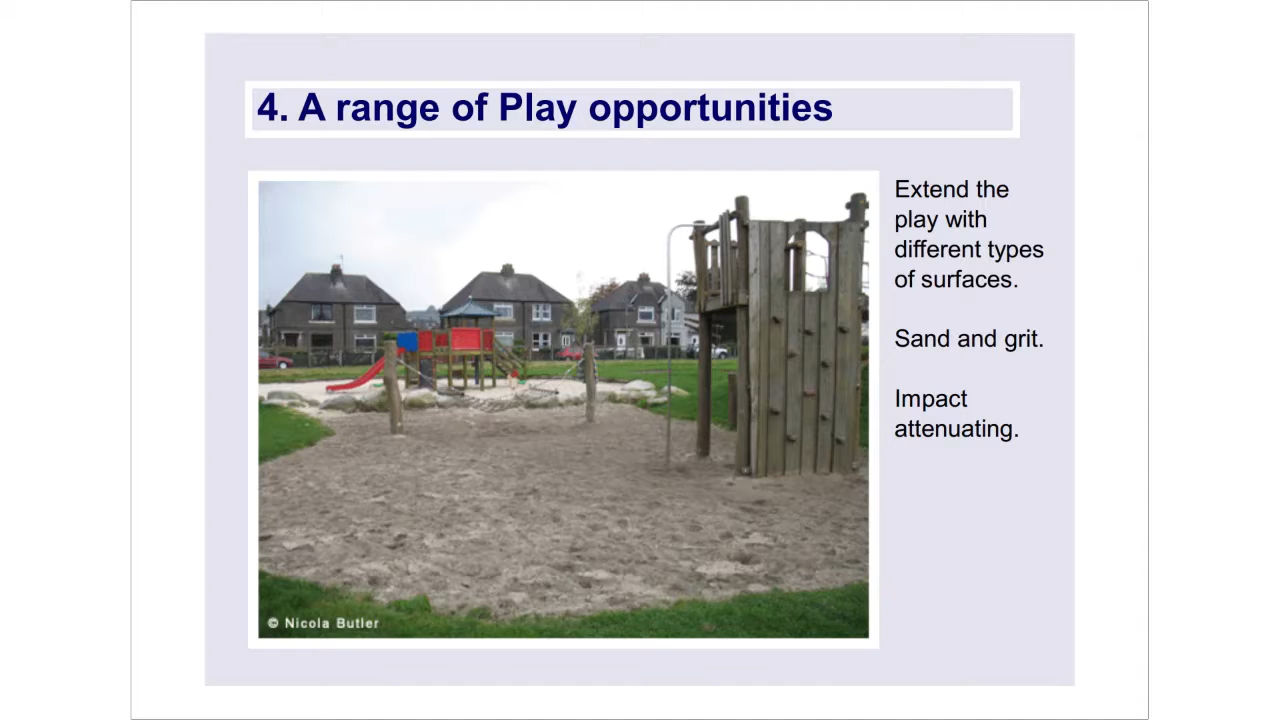 4. A range of Play opportunities
Extend the
play with
different types
of surfaces.
Sand and grit.
Impact
attenuating.
© Nicola Butler